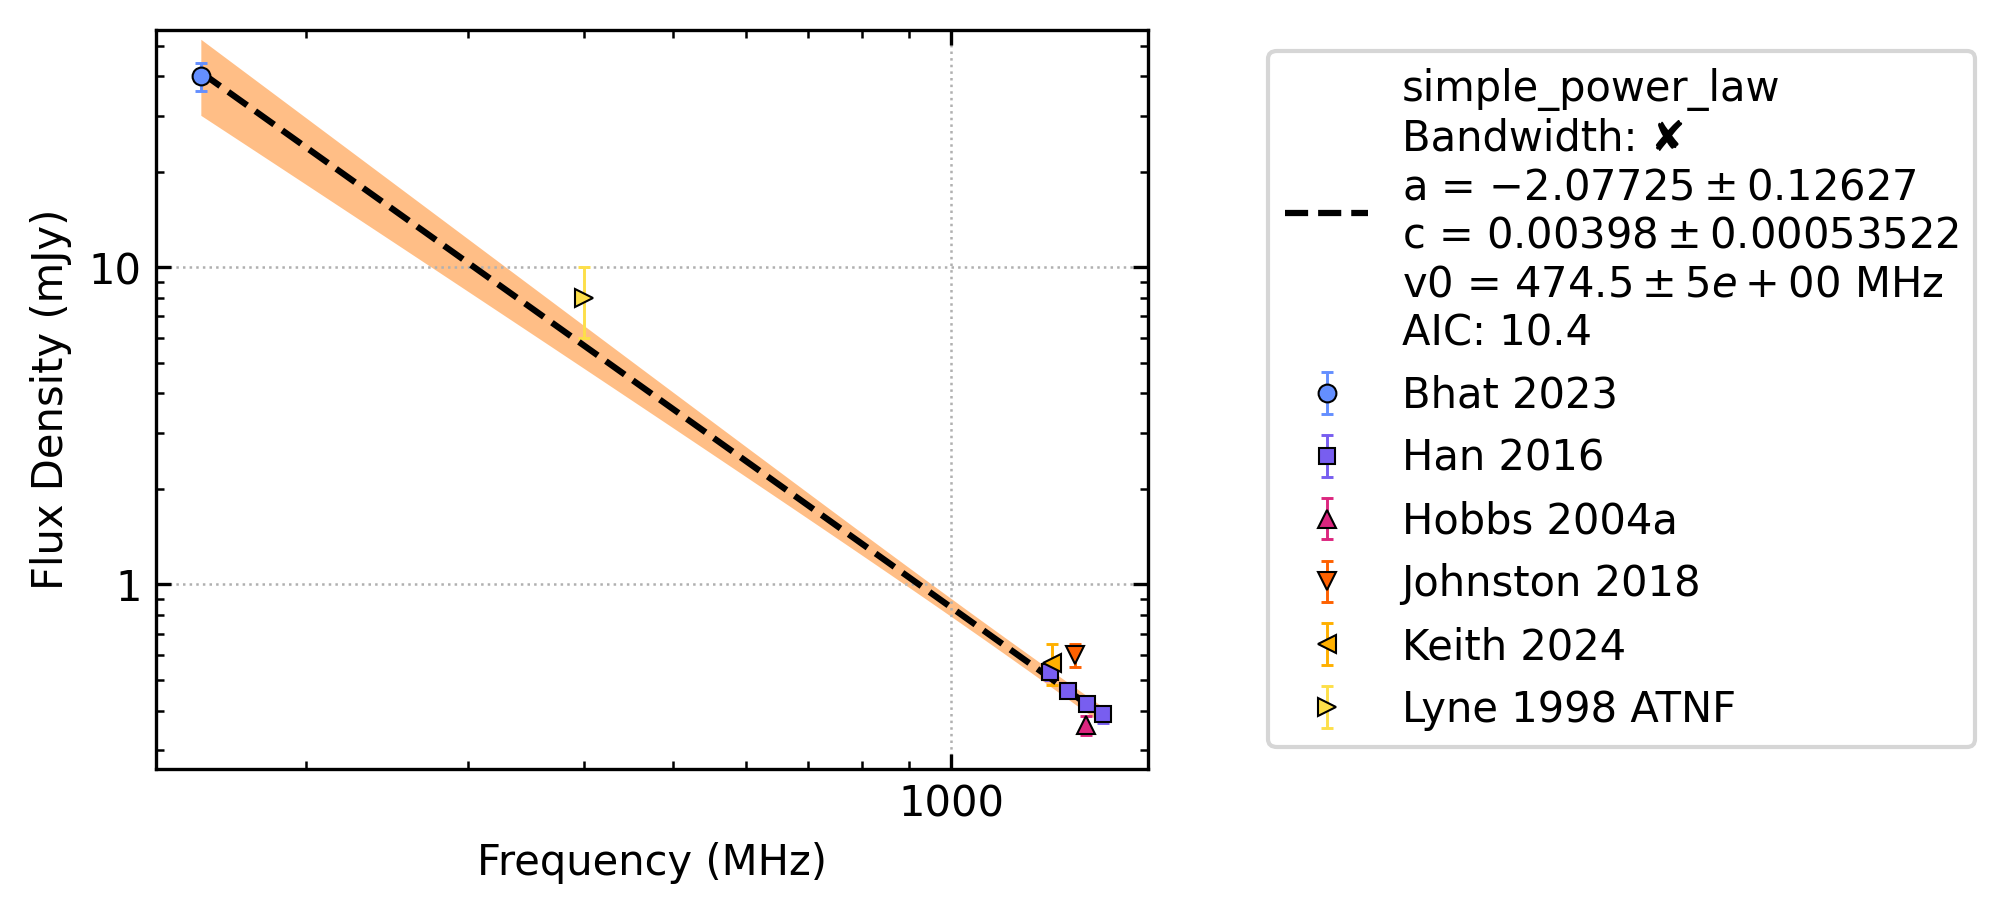 Flux Density (mJy)
10
1
1000
Frequency (MHz)
simple_power_law
Bandwidth: ✘
a = −2.07725 ± 0.12627
c = 0.00398 ± 0.00053522
v0 = 474.5 ± 5e + 00 MHz
AIC: 10.4
Bhat 2023
Han 2016
Hobbs 2004a
Johnston 2018
Keith 2024
Lyne 1998 ATNF